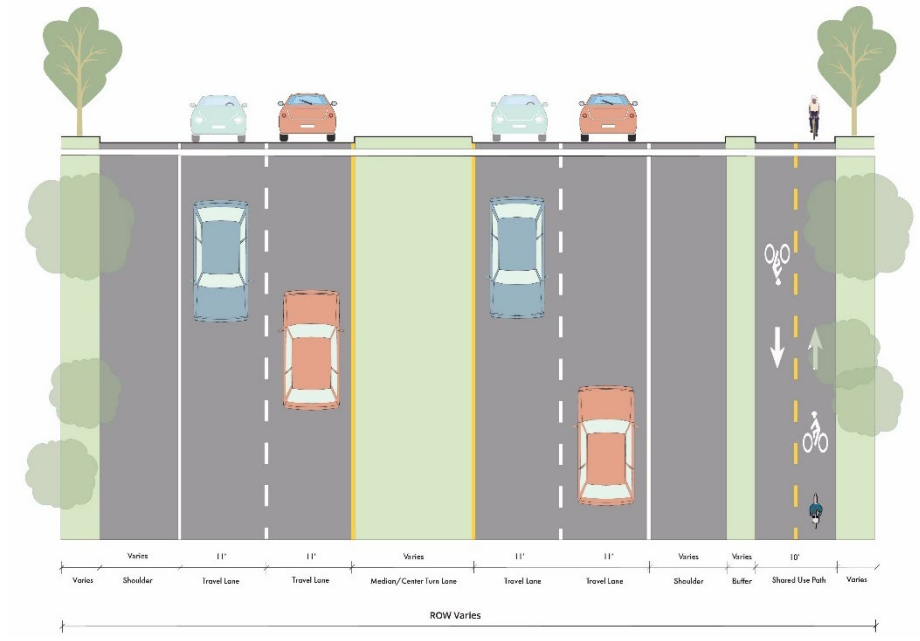 Varies 11' 11' Varies 11' 11' Varies Varies 10'
Varies Shoulder Travel Lane Travel Lane Median/Center Turn Lane Travel Lane Travel Lane Shoulder Buffer Shared Use Path Varies
ROW Varies